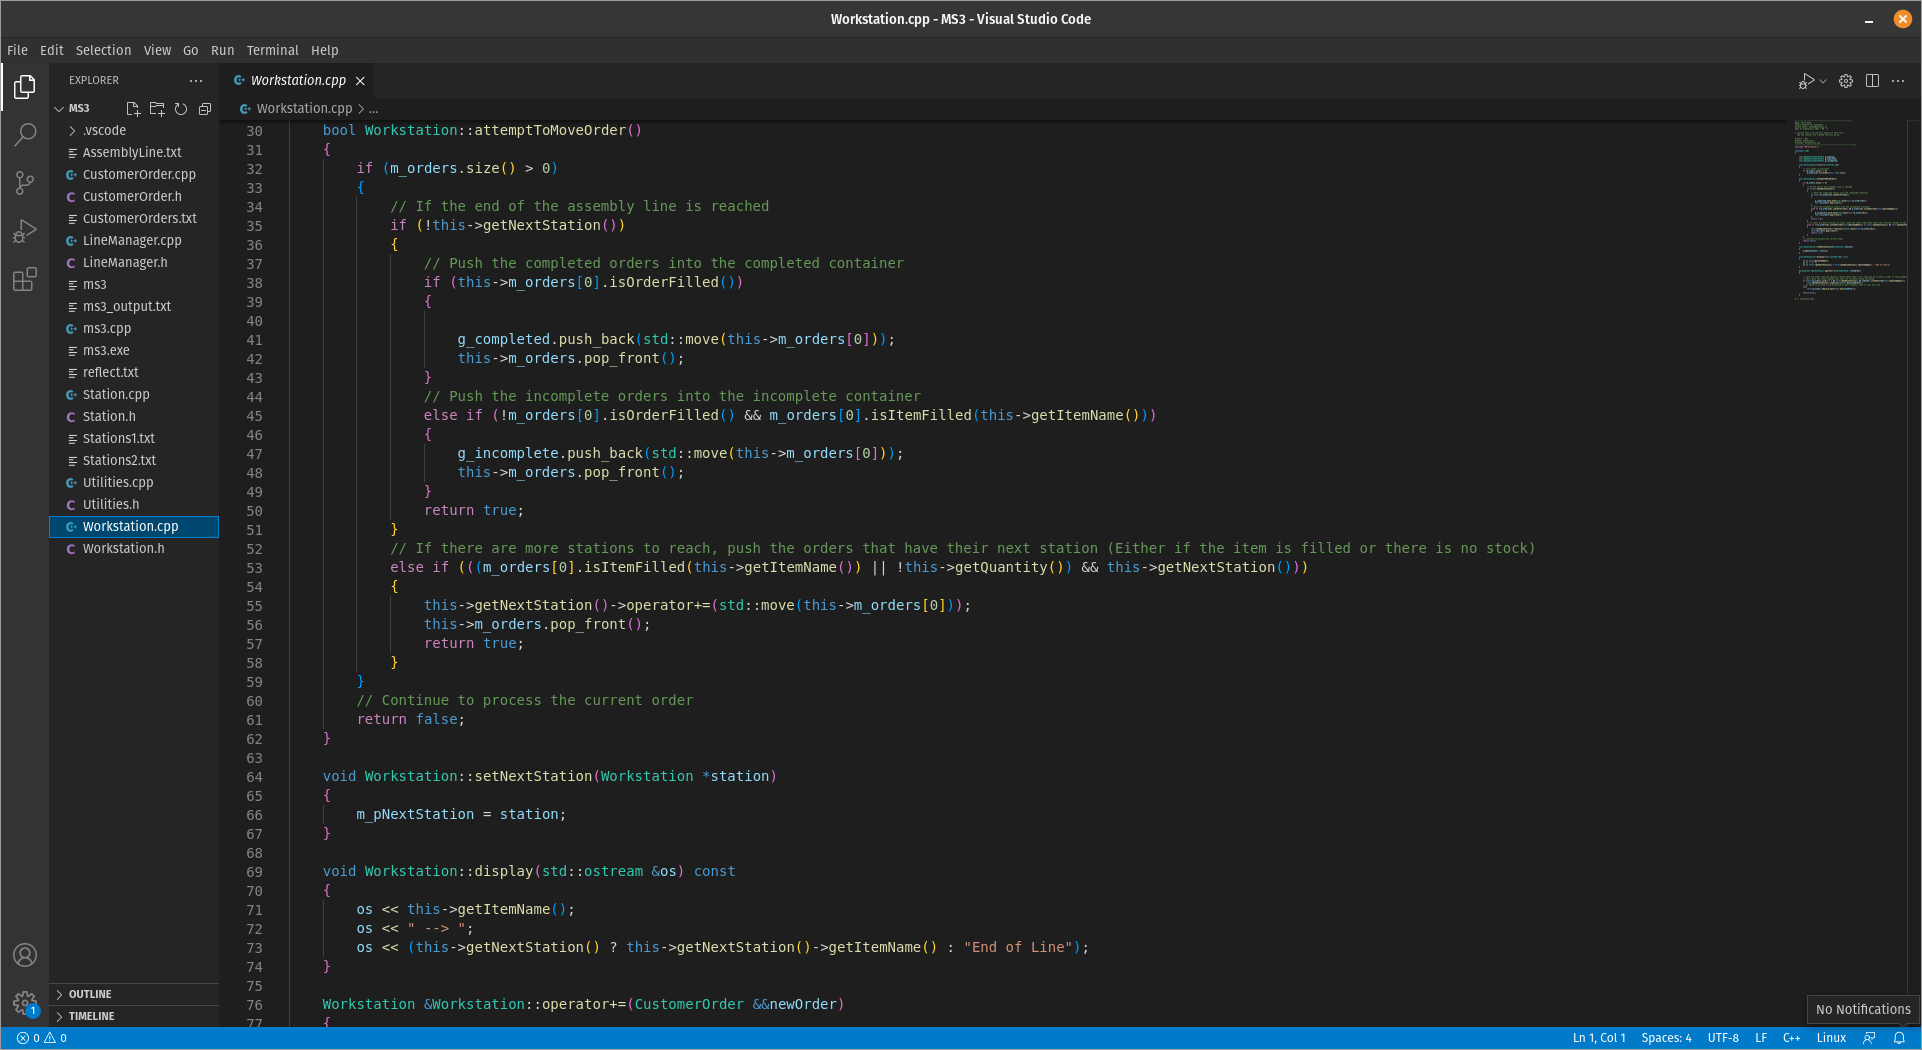 Workstation.cpp - MS3 - Visual Studio Code
File Edit Selection View Go Run Terminal Help
EXPLORER
MS3
.vscode
AssemblyLine.txt
CustomerOrder.cpp
CustomerOrder.h
CustomerOrders.txt
LineManager.cpp
LineManager.h
ms3
ms3_output.txt
ms3.cpp
ms3.exe
reflect.txt
Station.cpp
Station.h
Stations1.txt
Stations2.txt
Utilities.cpp
Utilities.h
Workstation.cpp
Workstation.h
OUTLINE
TIMELINE
Workstation.cpp
Workstation.cpp > ...
30 bool Workstation::attemptToMoveOrder()
31 {
32 if (m_orders.size() > 0)
33 {
34 // If the end of the assembly line is reached
35 if (!this->getNextStation())
36 {
37 // Push the completed orders into the completed container
38 if (this->m_orders[0].isOrderFilled())
39 {
40
41 g_completed.push_back(std::move(this->m_orders[0]));
42 this->m_orders.pop_front();
43 }
44 // Push the incomplete orders into the incomplete container
45 else if (!m_orders[0].isOrderFilled() && m_orders[0].isItemFilled(this->getItemName()))
46 {
47 g_incomplete.push_back(std::move(this->m_orders[0]));
48 this->m_orders.pop_front();
49 }
50 return true;
51 }
52 // If there are more stations to reach, push the orders that have their next station (Either if the item is filled or there is no stock)
53 else if (((m_orders[0].isItemFilled(this->getItemName()) || !this->getQuantity()) && this->getNextStation()))
54 {
55 this->getNextStation()->operator+=(std::move(this->m_orders[0]));
56 this->m_orders.pop_front();
57 return true;
58 }
59 }
60 // Continue to process the current order
61 return false;
62 }
63
64 void Workstation::setNextStation(Workstation *station)
65 {
66 m_pNextStation = station;
67 }
68
69 void Workstation::display(std::ostream &os) const
70 {
71 os << this->getItemName();
72 os << " --> ";
73 os << (this->getNextStation() ? this->getNextStation()->getItemName() : "End of Line");
74 }
75
76 Workstation &Workstation::operator+=(CustomerOrder &&newOrder)
77 {
No Notifications
1
0 0
Ln 1, Col 1 Spaces: 4 UTF-8 LF C++ Linux